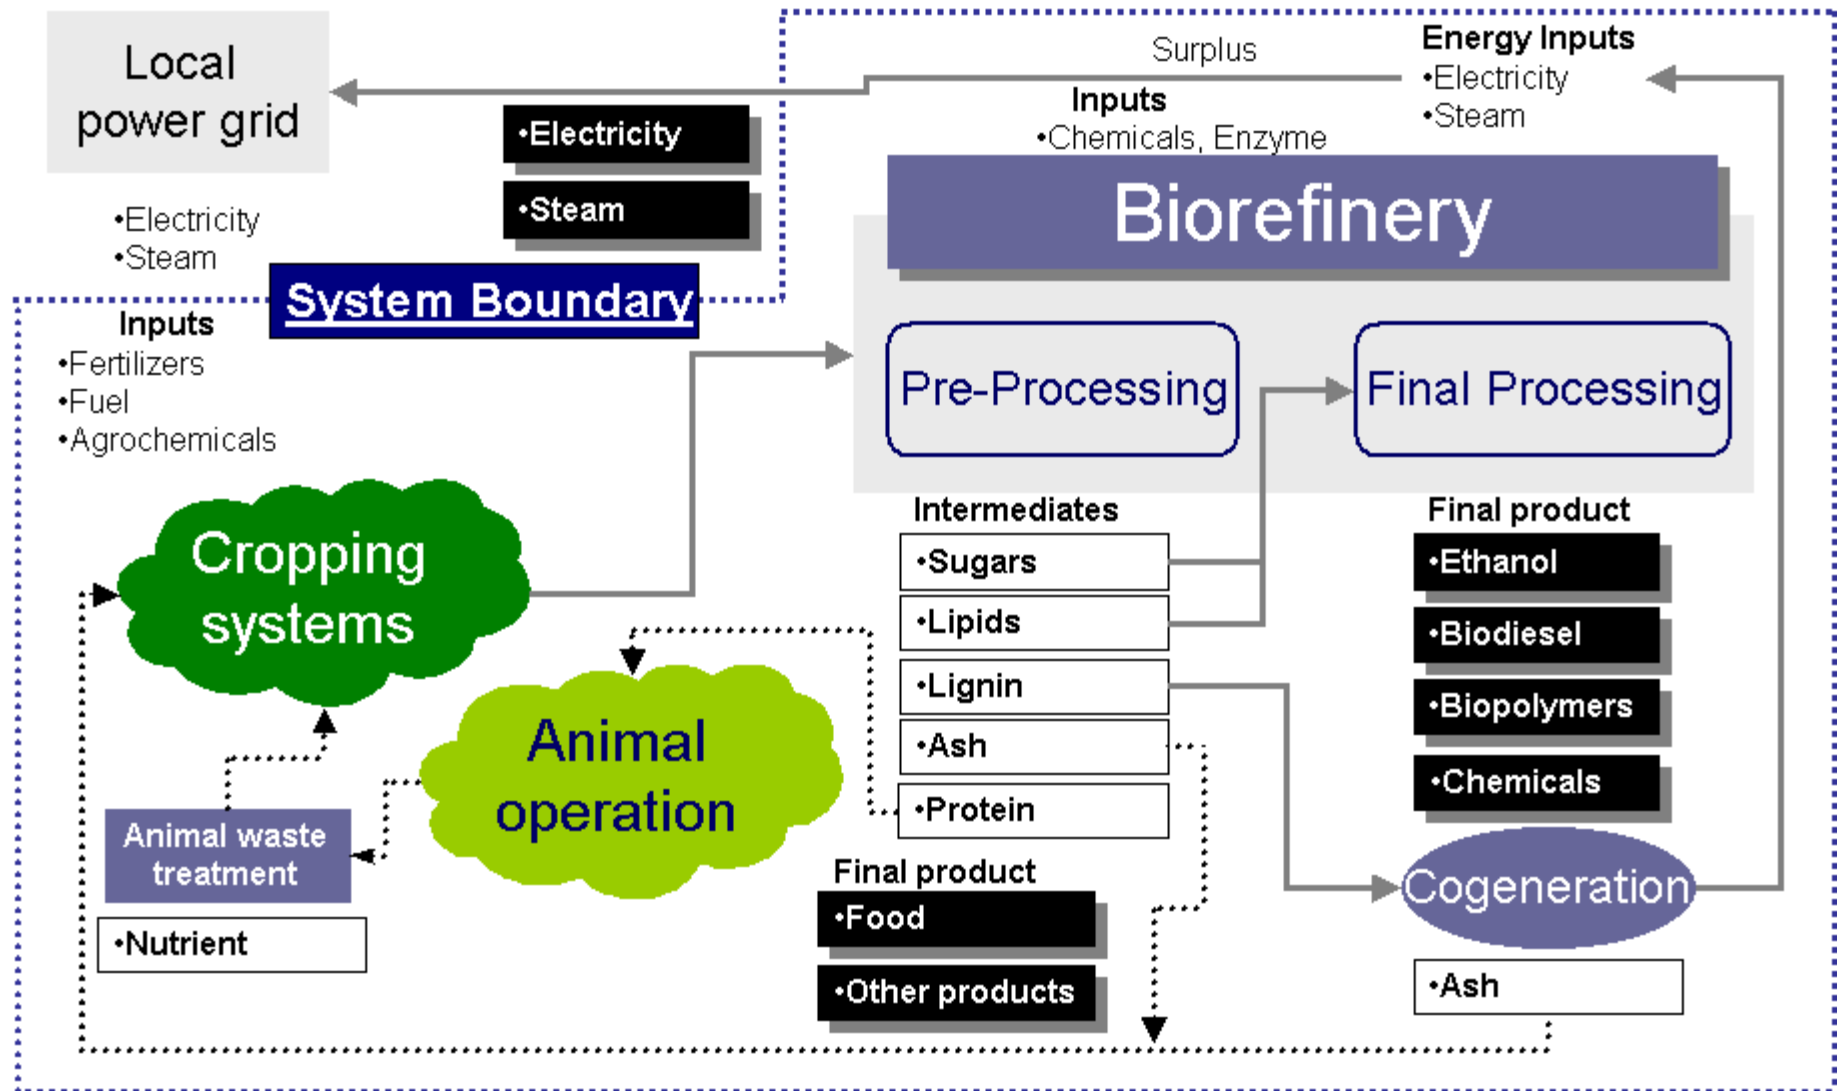 Local
power grid
Surplus
Energy Inputs
•Electricity
•Steam
Inputs
•Chemicals, Enzyme
•Electricity
•Steam
•Electricity
•Steam
System Boundary
Biorefinery
Inputs
•Fertilizers
•Fuel
•Agrochemicals
Pre-Processing
Final Processing
Cropping
systems
Intermediates
•Sugars
•Lipids
•Lignin
•Ash
•Protein
Final product
•Ethanol
•Biodiesel
•Biopolymers
•Chemicals
Animal
operation
Animal waste
treatment
•Nutrient
Final product
•Food
•Other products
Cogeneration
•Ash